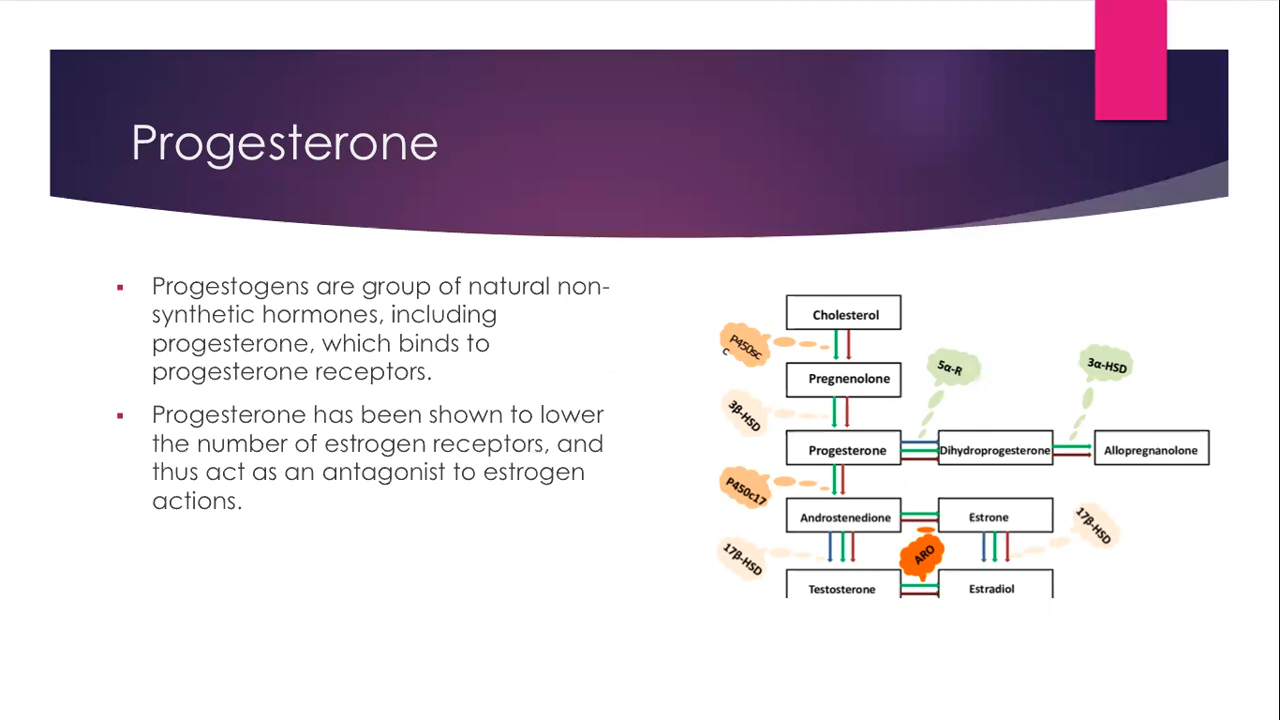 Progesterone
Progestogens are group of natural non-
synthetic hormones, including
progesterone, which binds to
progesterone receptors.
Progesterone has been shown to lower
the number of estrogen receptors, and
thus act as an antagonist to estrogen
actions.
Cholesterol
P450sc
c
Pregnenolone
5α-R
3α-HSD
3β-HSD
Progesterone
Dihydroprogesterone
Allopregnanolone
P450c17
Androstenedione
Estrone
17β-HSD
17β-HSD
ARO
Testosterone
Estradiol